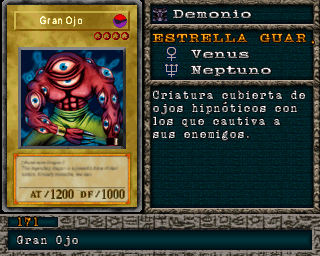 Gran Ojo
AT/1200 DF/1000
Demonio
ESTRELLA GUAR.
Venus
Neptuno
Criatura cubierta de
ojos hipnóticos con
los que cautiva a
sus enemigos.
171
Gran Ojo